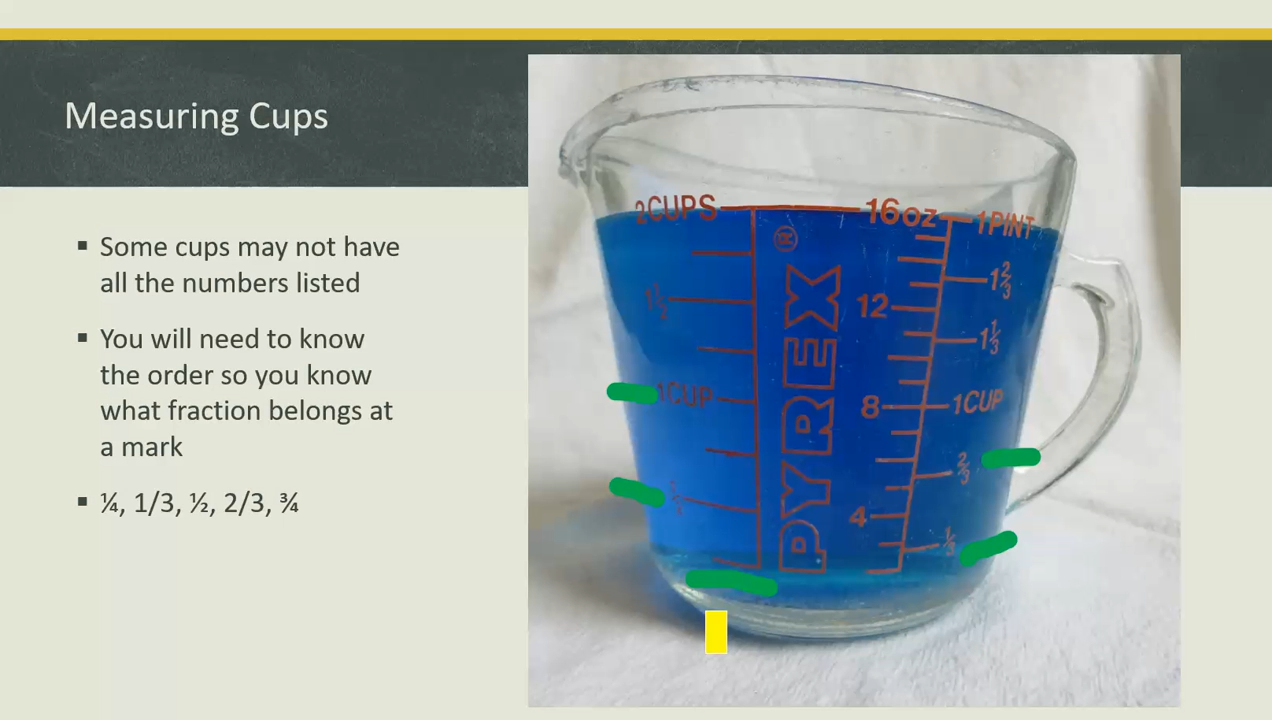 Measuring Cups
Some cups may not have
all the numbers listed
You will need to know
the order so you know
what fraction belongs at
a mark
¼, 1/3, ½, 2/3, ¾
2CUPS
1½
1CUP
½
®
PYREX
16oz
12
8
4
1PINT
1⅔
1⅓
1CUP
⅔
⅓